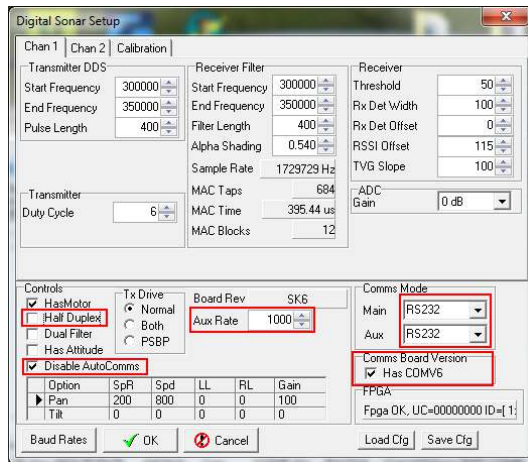 Digital Sonar Setup
Chan 1 Chan 2 Calibration
Transmitter DDS
Start Frequency 300000
End Frequency 350000
Pulse Length 400
Transmitter
Duty Cycle 6
Receiver Filter
Start Frequency 300000
End Frequency 350000
Filter Length 400
Alpha Shading 0.540
Sample Rate 1729729 Hz
MAC Taps 684
MAC Time 395.44 us
MAC Blocks 12
Receiver
Threshold 50
Rx Det Width 100
Rx Det Offset 0
RSSI Offset 115
TVG Slope 100
ADC
Gain 0 dB
Controls
HasMotor
Half Duplex
Dual Filter
Has Attitude
Disable AutoComms
Tx Drive
Normal
Both
PSBP
Board Rev SK6
Aux Rate 1000
Comms Mode
Main RS232
Aux RS232
Comms Board Version
Has COMV6
FPGA
Fpga OK, UC=00000000 ID=[ 1:
Option SpR Spd LL RL Gain
Pan 200 800 0 0 100
Tilt 0 0 0 0 0
Baud Rates OK Cancel Load Cfg Save Cfg